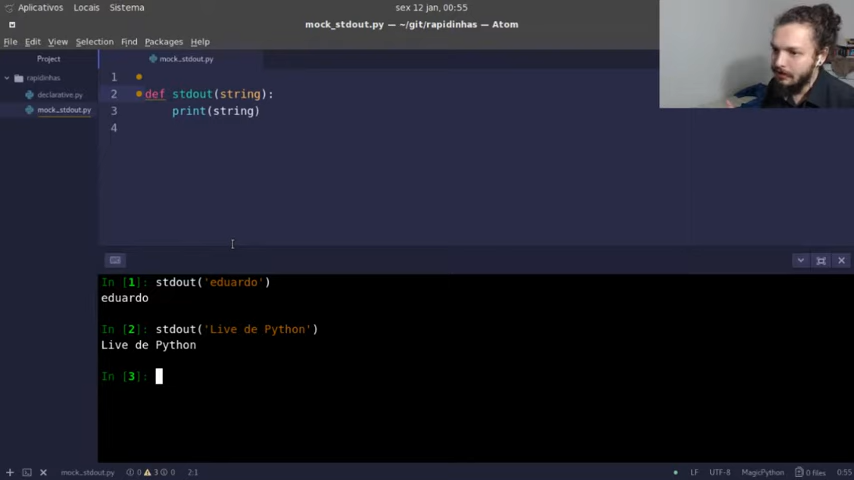 Aplicativos Locais Sistema sex 12 jan, 00:55
mock_stdout.py — ~/git/rapidinhas — Atom
File Edit View Selection Find Packages Help
Project mock_stdout.py
rapidinhas
declarative.py
mock_stdout.py
1
2 def stdout(string):
3 print(string)
4
In [1]: stdout('eduardo')
eduardo
In [2]: stdout('Live de Python')
Live de Python
In [3]:
mock_stdout.py 0 3 0 2:1 LF UTF-8 MagicPython 0 files 0:55